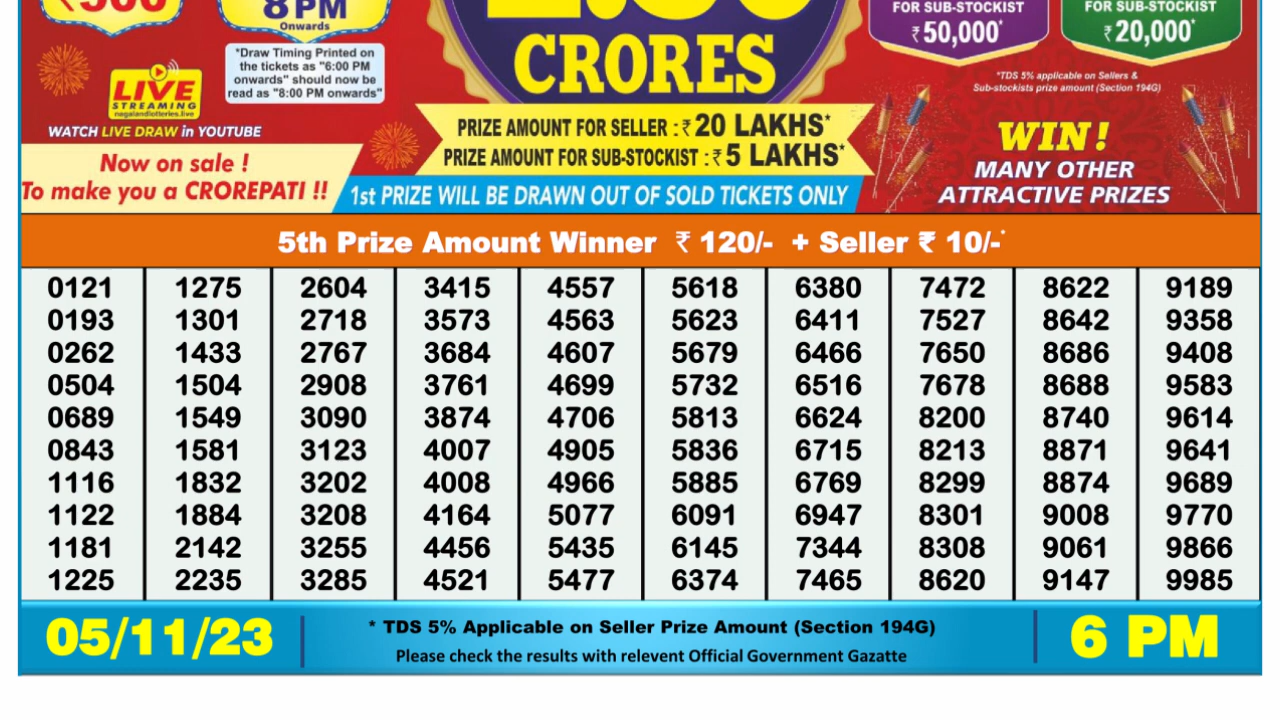 ₹500
8PM
Onwards
*Draw Timing Printed on
the tickets as "6:00 PM
onwards" should now be
read as "8:00 PM onwards"
LIVE
STREAMING
nagalandlotteries.live
WATCH LIVE DRAW in YOUTUBE
Now on sale !
To make you a CROREPATI !!
CRORES
PRIZE AMOUNT FOR SELLER : ₹ 20 LAKHS*
PRIZE AMOUNT FOR SUB-STOCKIST : ₹ 5 LAKHS*
1st PRIZE WILL BE DRAWN OUT OF SOLD TICKETS ONLY
FOR SUB-STOCKIST
₹50,000*
FOR SUB-STOCKIST
₹20,000*
*TDS 5% applicable on Sellers &
Sub-stockists prize amount (Section 194G)
WIN !
MANY OTHER
ATTRACTIVE PRIZES
5th Prize Amount Winner ₹ 120/- + Seller ₹ 10/-*
0121 1275 2604 3415 4557 5618 6380 7472 8622 9189
0193 1301 2718 3573 4563 5623 6411 7527 8642 9358
0262 1433 2767 3684 4607 5679 6466 7650 8686 9408
0504 1504 2908 3761 4699 5732 6516 7678 8688 9583
0689 1549 3090 3874 4706 5813 6624 8200 8740 9614
0843 1581 3123 4007 4905 5836 6715 8213 8871 9641
1116 1832 3202 4008 4966 5885 6769 8299 8874 9689
1122 1884 3208 4164 5077 6091 6947 8301 9008 9770
1181 2142 3255 4456 5435 6145 7344 8308 9061 9866
1225 2235 3285 4521 5477 6374 7465 8620 9147 9985
05/11/23
* TDS 5% Applicable on Seller Prize Amount (Section 194G)
Please check the results with relevent Official Government Gazatte
6 PM